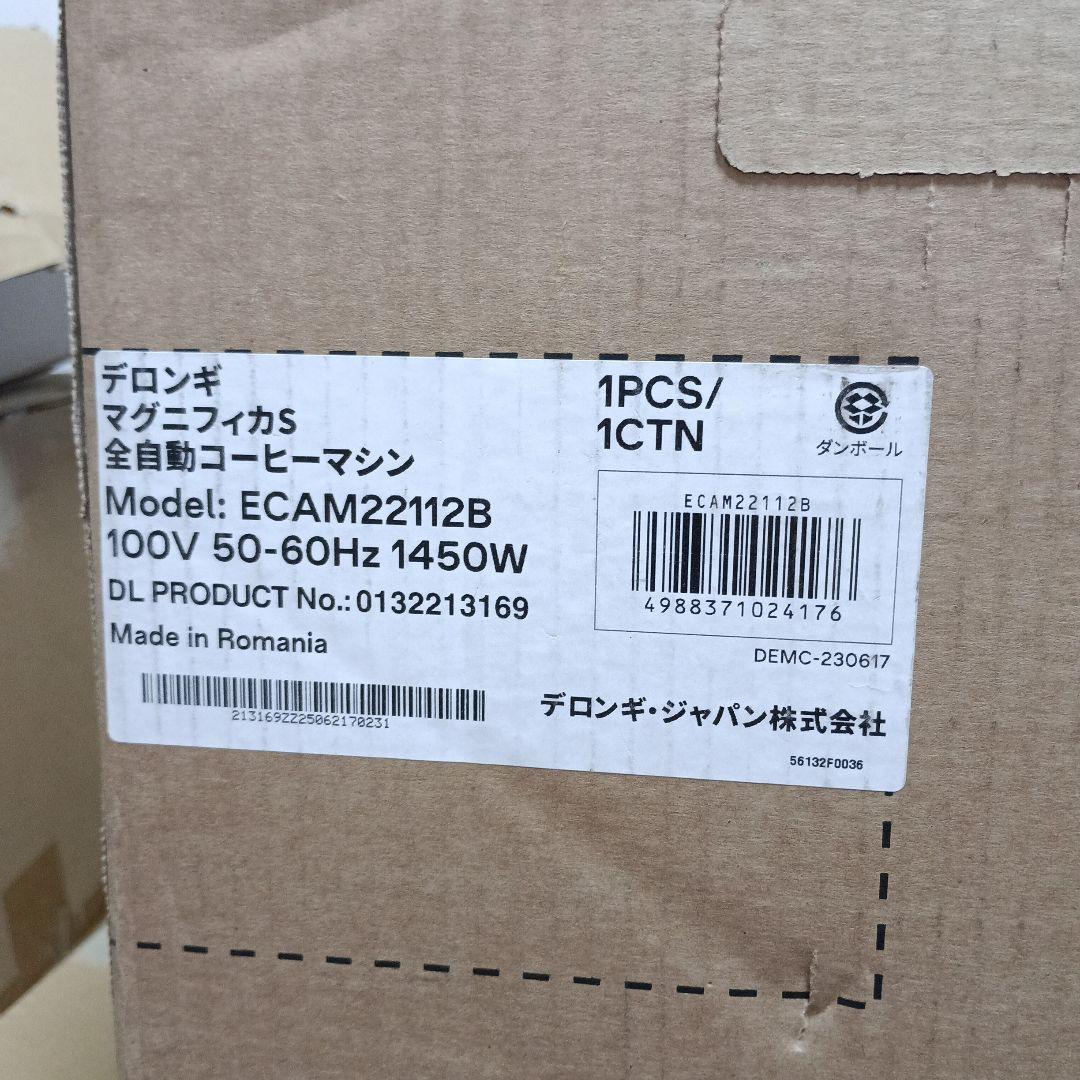 デロンギ
マグニフィカS
全自動コーヒーマシン
Model: ECAM22112B
100V 50-60Hz 1450W
DL PRODUCT No.: 0132213169
Made in Romania
213169ZZ25062170231
1PCS/
1CTN
ダンボール
ECAM22112B
4988371024176
DEMC-230617
デロンギ・ジャパン株式会社
56132F0036